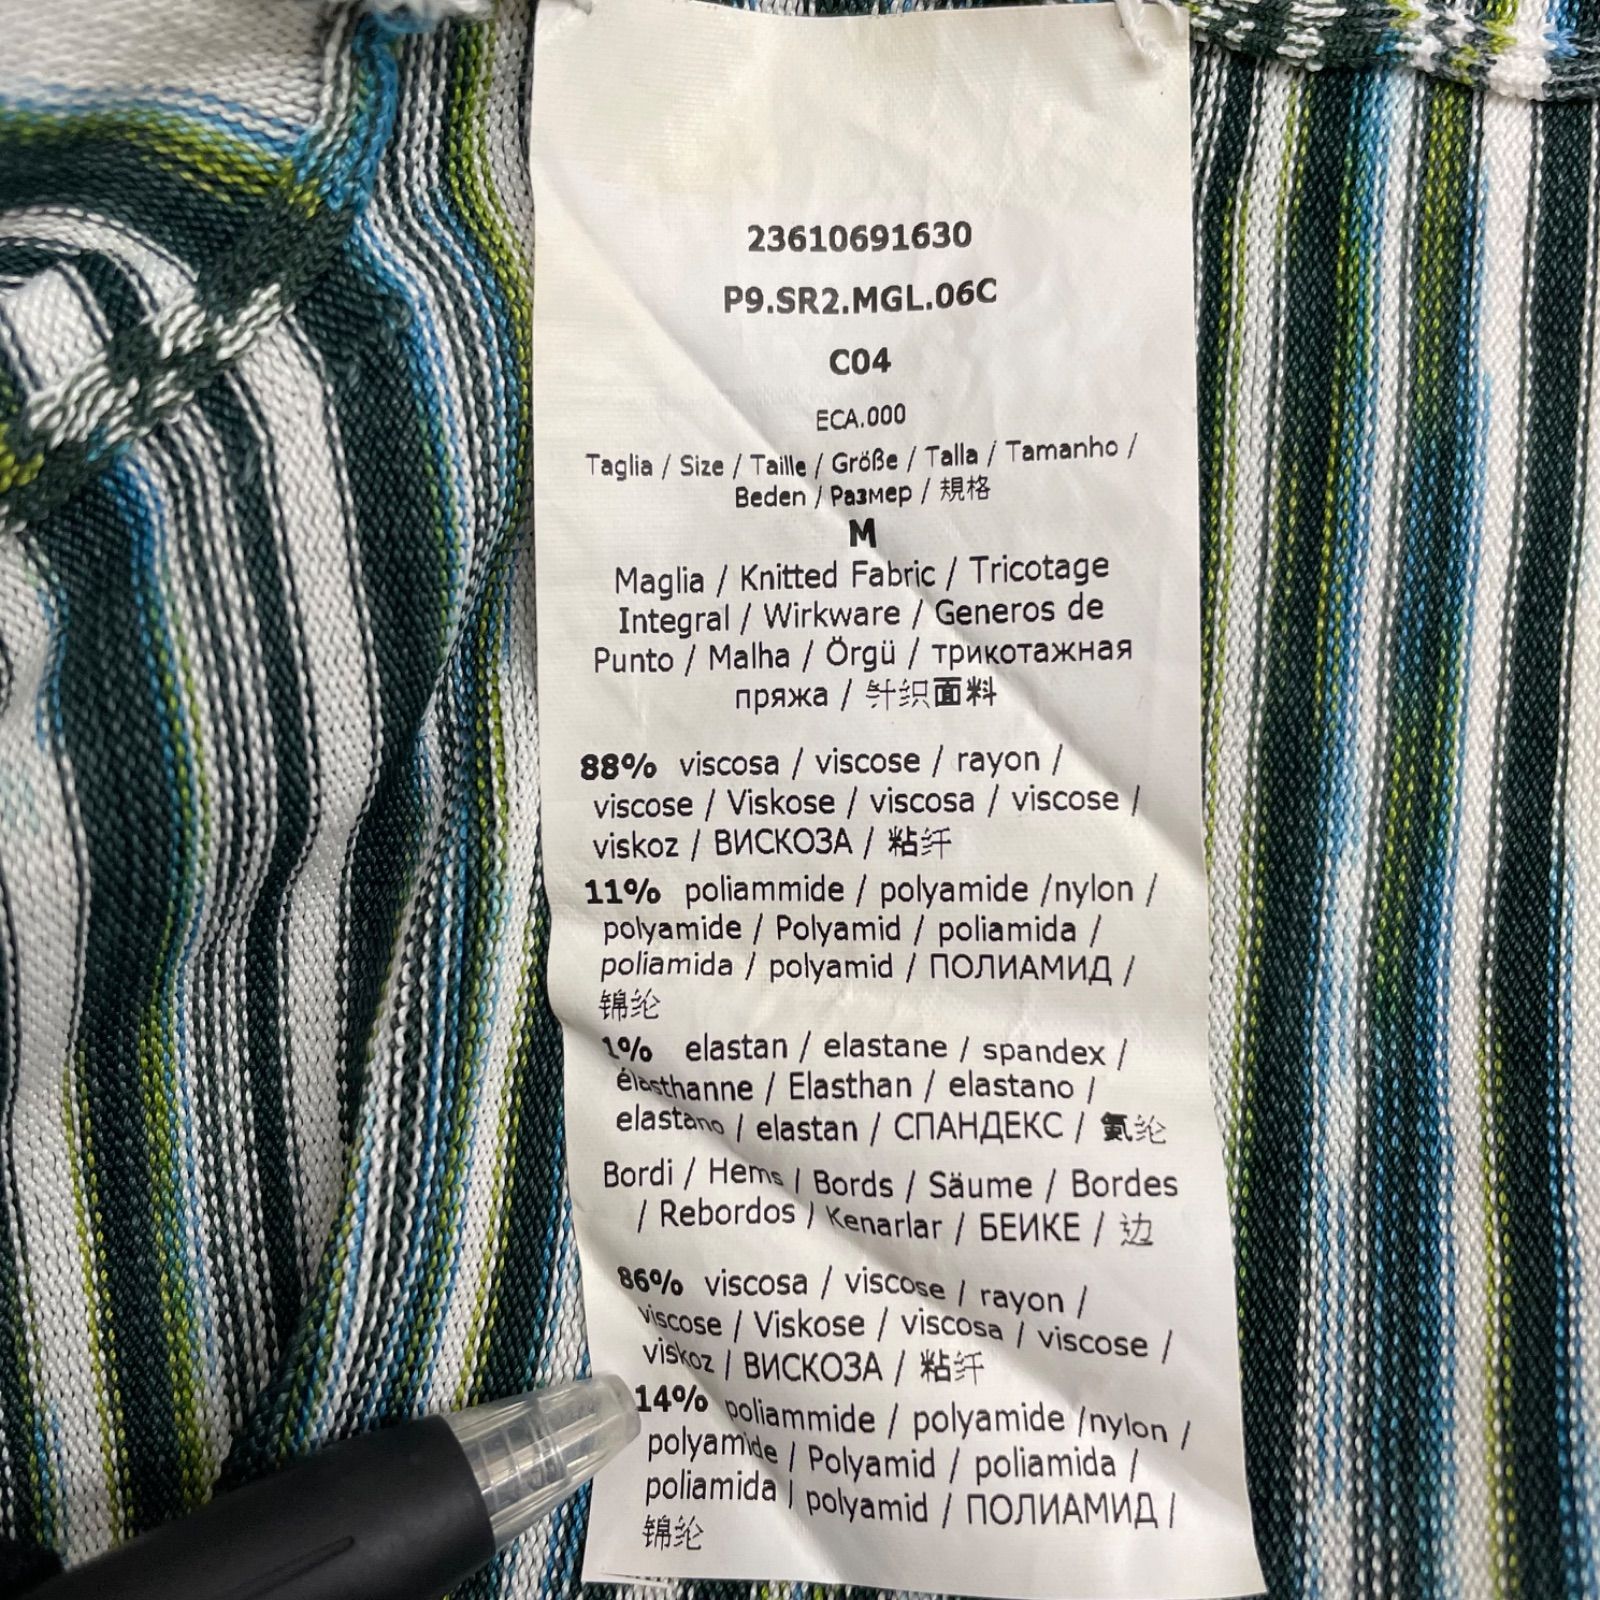 23610691630
P9.SR2.MGL.06C
C04
ECA.000
Taglia / Size / Taille / Größe / Talla / Tamanho /
Beden / Размер / 規格
M
Maglia / Knitted Fabric / Tricotage
Integral / Wirkware / Generos de
Punto / Malha / Örgü / трикотажная
пряжа / 针织面料
88% viscosa / viscose / rayon /
viscose / Viskose / viscosa / viscose /
viskoz / ВИСКОЗА / 粘纤
11% poliammide / polyamide /nylon /
polyamide / Polyamid / poliamida /
poliamida / polyamid / ПОЛИАМИД /
锦纶
1% elastan / elastane / spandex /
élasthanne / Elasthan / elastano /
elastano / elastan / СПАНДЕКС / 氨纶
Bordi / Hems / Bords / Säume / Bordes
/ Rebordos / Kenarlar / БЕИКЕ / 边
86% viscosa / viscose / rayon /
viscose / Viskose / viscosa / viscose /
viskoz / ВИСКОЗА / 粘纤
14% poliammide / polyamide /nylon /
polyamide / Polyamid / poliamida /
poliamida / polyamid / ПОЛИАМИД /
锦纶